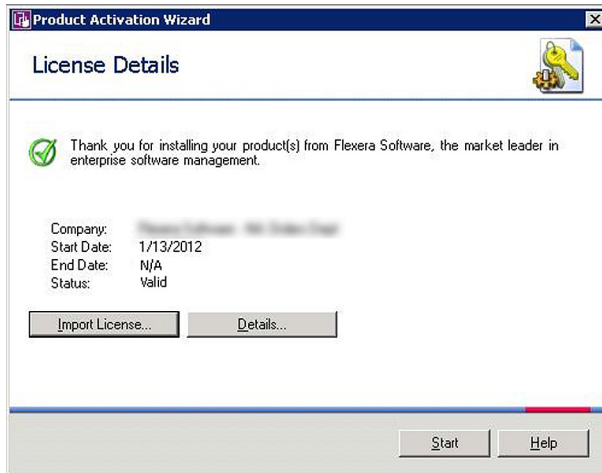 Product Activation Wizard
License Details
Thank you for installing your product(s) from Flexera Software, the market leader in
enterprise software management.
Company:
Start Date: 1/13/2012
End Date: N/A
Status: Valid
Import License... Details...
Start Help